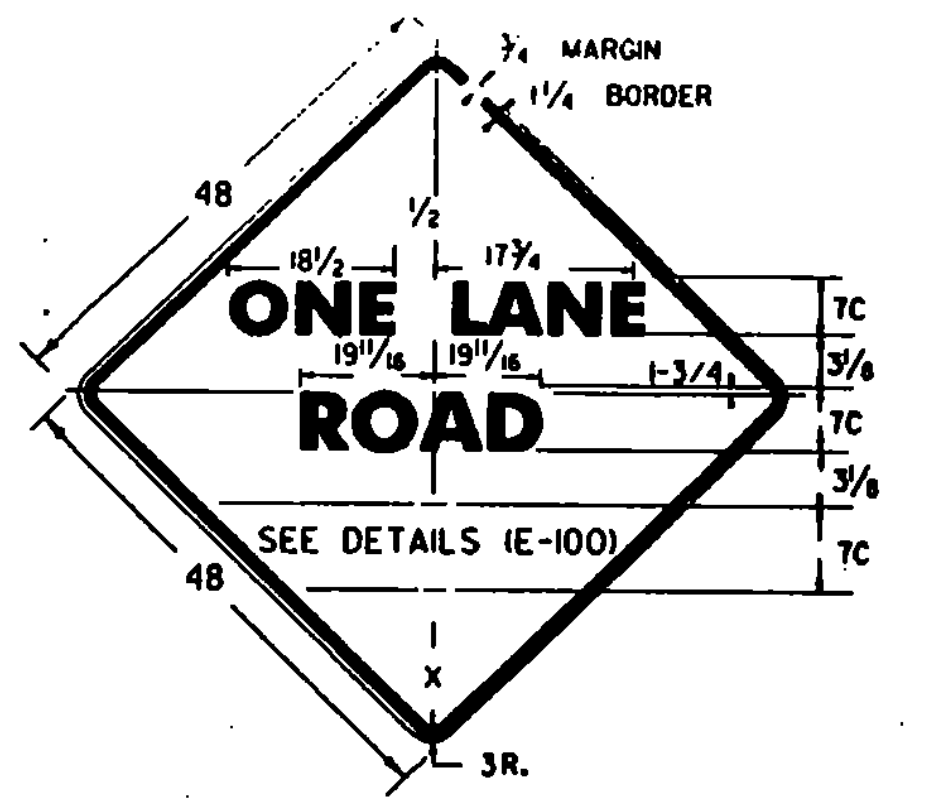 3/4 MARGIN
1 1/4 BORDER
48
1/2
18 1/2 17 3/4
ONE LANE
7C
19 11/16 19 11/16
1-3/4
3 1/8
ROAD
7C
3 1/8
SEE DETAILS (E-100)
7C
48
X
3R.